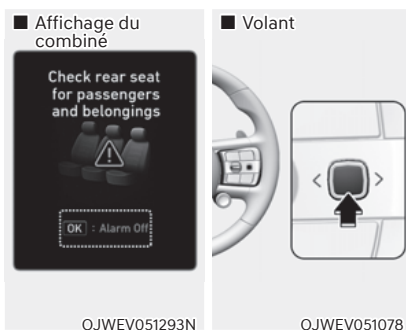 ■ Affichage du
combiné
Check rear seat
for passengers
and belongings
OK : Alarm Off
OJWEV051293N
■ Volant
< >
OJWEV051078